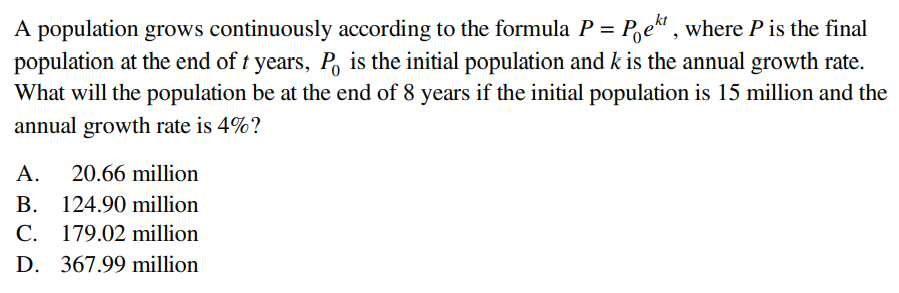 A population grows continuously according to the formula P = P₀eᵏᵗ, where P is the final
population at the end of t years, P₀ is the initial population and k is the annual growth rate.
What will the population be at the end of 8 years if the initial population is 15 million and the
annual growth rate is 4%?
A. 20.66 million
B. 124.90 million
C. 179.02 million
D. 367.99 million